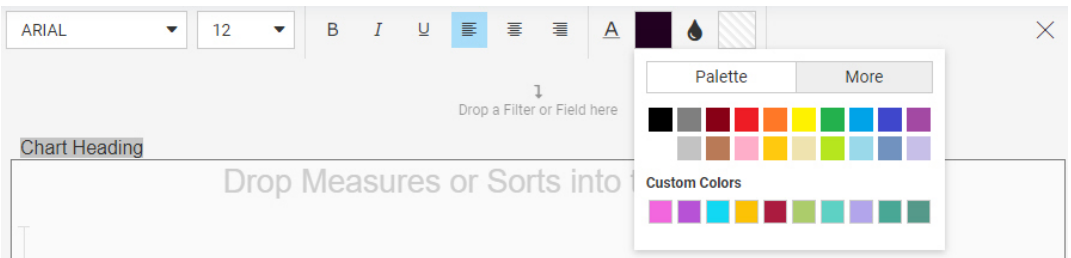 ARIAL 12 B I U A
Palette More
Drop a Filter or Field here
Chart Heading
Drop Measures or Sorts into
Custom Colors